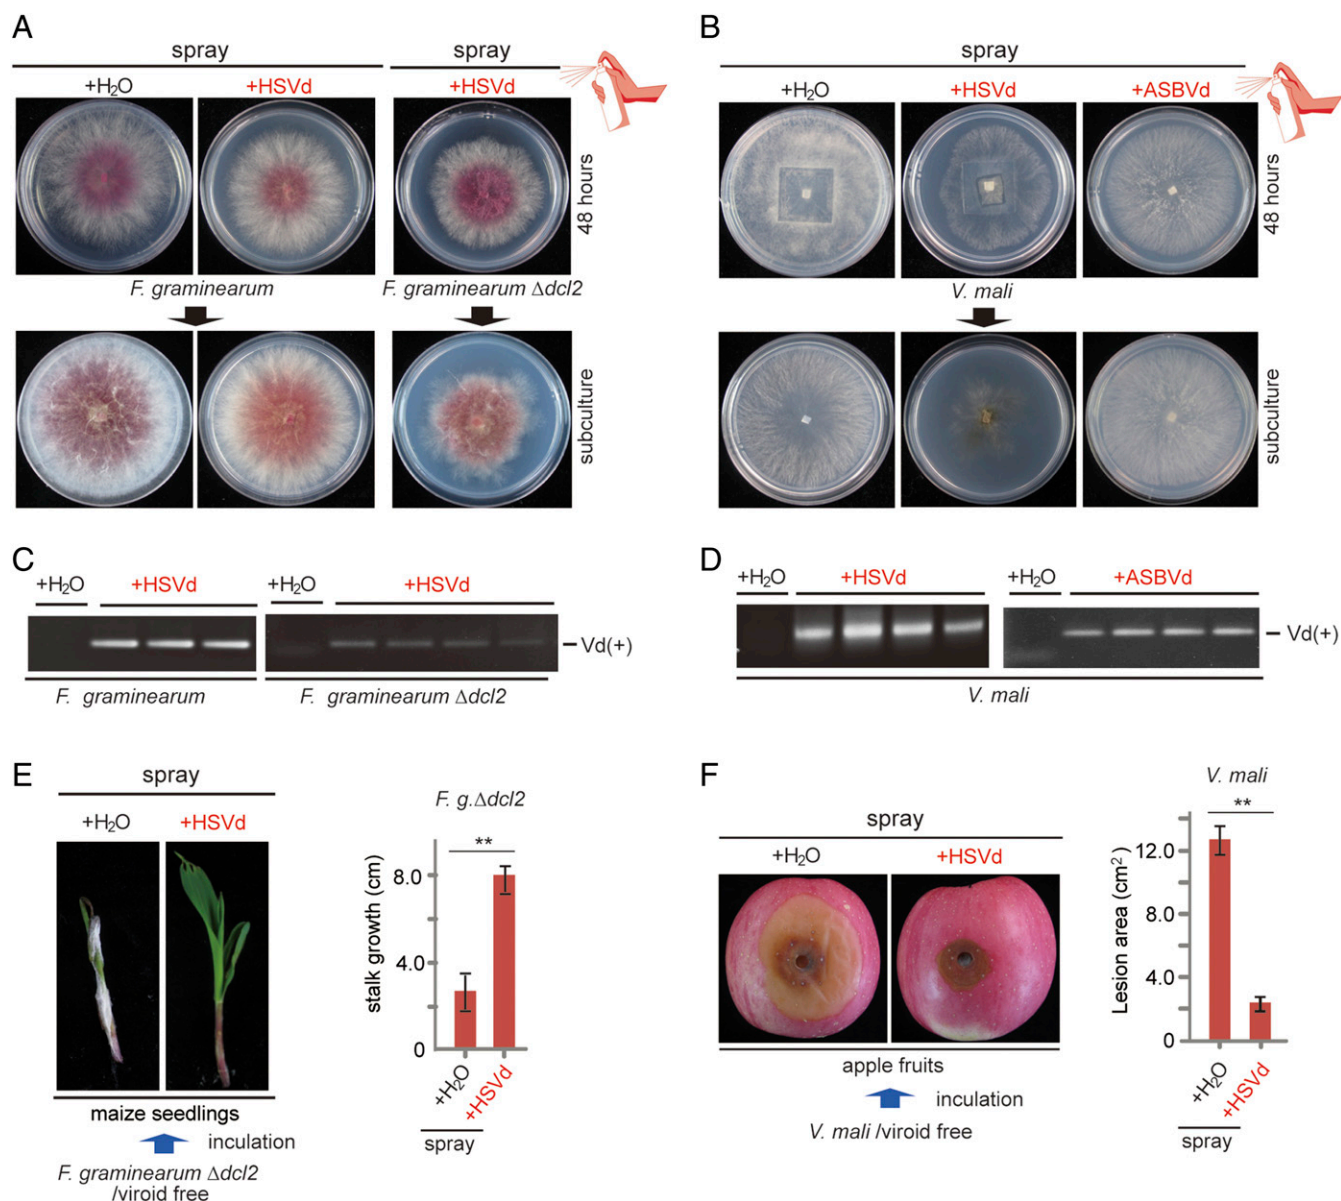 A
spray
spray
+H₂O
+HSVd
+HSVd
48 hours
F. graminearum
F. graminearum Δdcl2
subculture
B
spray
+H₂O
+HSVd
+ASBVd
48 hours
V. mali
subculture
C
+H₂O
+HSVd
+H₂O
+HSVd
Vd(+)
F. graminearum
F. graminearum Δdcl2
D
+H₂O
+HSVd
+H₂O
+ASBVd
Vd(+)
V. mali
E
spray
+H₂O
+HSVd
maize seedlings
inculation
F. graminearum Δdcl2
/viroid free
F. g.Δdcl2
**
stalk growth (cm)
8.0
4.0
0
+H₂O
+HSVd
spray
F
spray
+H₂O
+HSVd
apple fruits
inculation
V. mali /viroid free
V. mali
**
Lesion area (cm²)
12.0
8.0
4.0
0
+H₂O
+HSVd
spray